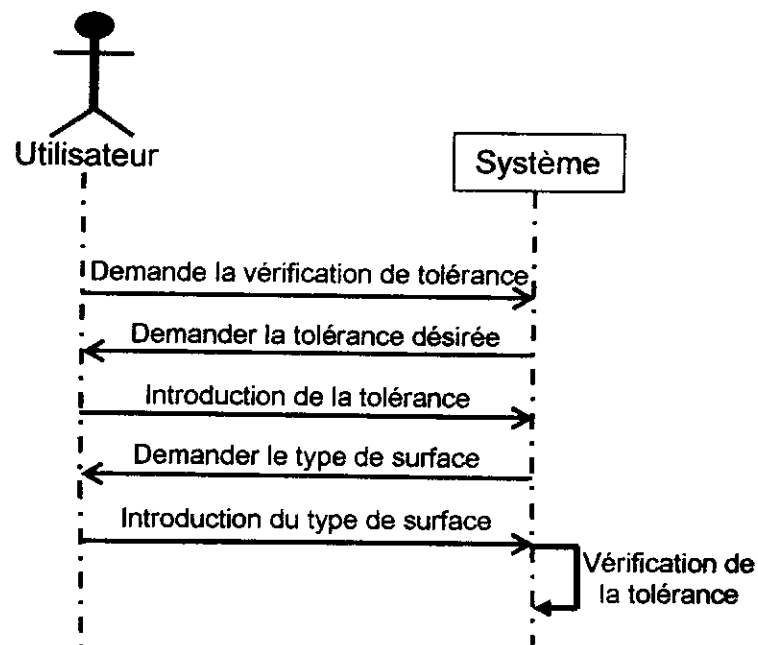 Utilisateur
Système
Demande la vérification de tolérance
Demander la tolérance désirée
Introduction de la tolérance
Demander le type de surface
Introduction du type de surface
Vérification de
la tolérance